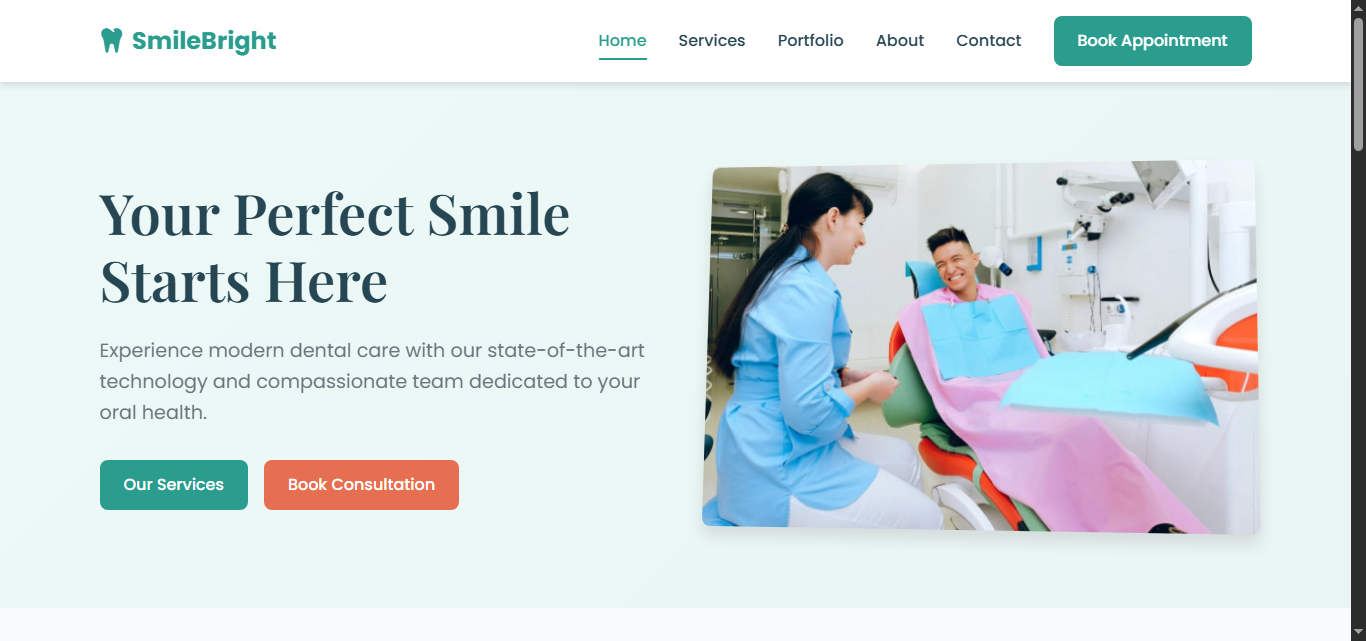 SmileBright
Home
Services
Portfolio
About
Contact
Book Appointment
Your Perfect Smile
Starts Here
Experience modern dental care with our state-of-the-art
technology and compassionate team dedicated to your
oral health.
Our Services
Book Consultation